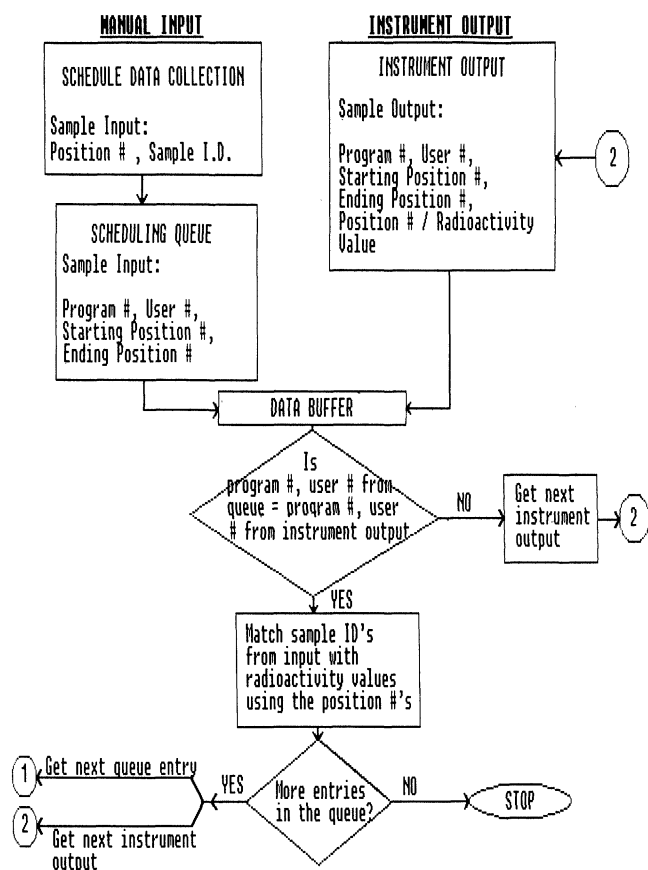 MANUAL INPUT
SCHEDULE DATA COLLECTION
Sample Input:
Position # , Sample I.D.
SCHEDULING QUEUE
Sample Input:
Program #, User #,
Starting Position #,
Ending Position #
INSTRUMENT OUTPUT
INSTRUMENT OUTPUT
Sample Output:
Program #, User #,
Starting Position #,
Ending Position #,
Position # / Radioactivity
Value
2
DATA BUFFER
Is
program #, user # from
queue = program #, user
# from instrument output
NO
Get next
instrument
output
2
YES
Match sample ID's
from input with
radioactivity values
using the position #'s
More entries
in the queue?
YES
NO
STOP
1
Get next queue entry
2
Get next instrument
output